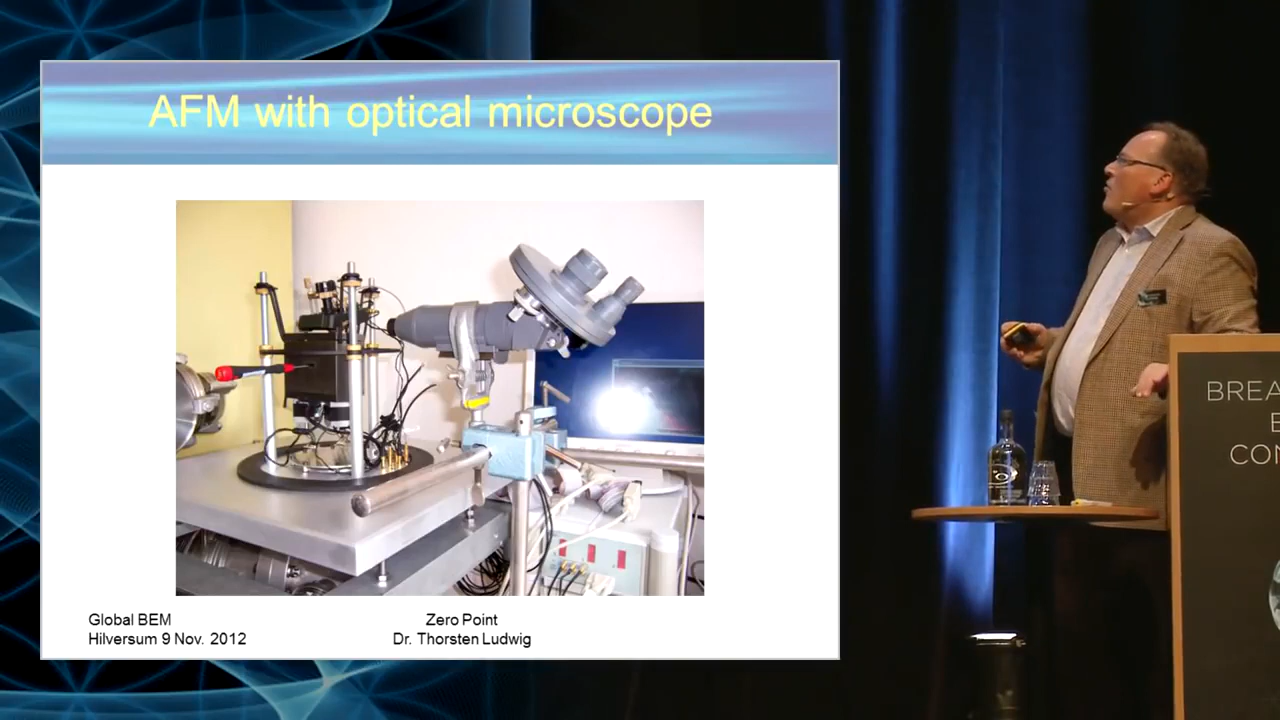 AFM with optical microscope
Global BEM
Hilversum 9 Nov. 2012
Zero Point
Dr. Thorsten Ludwig
BREA
E
CON